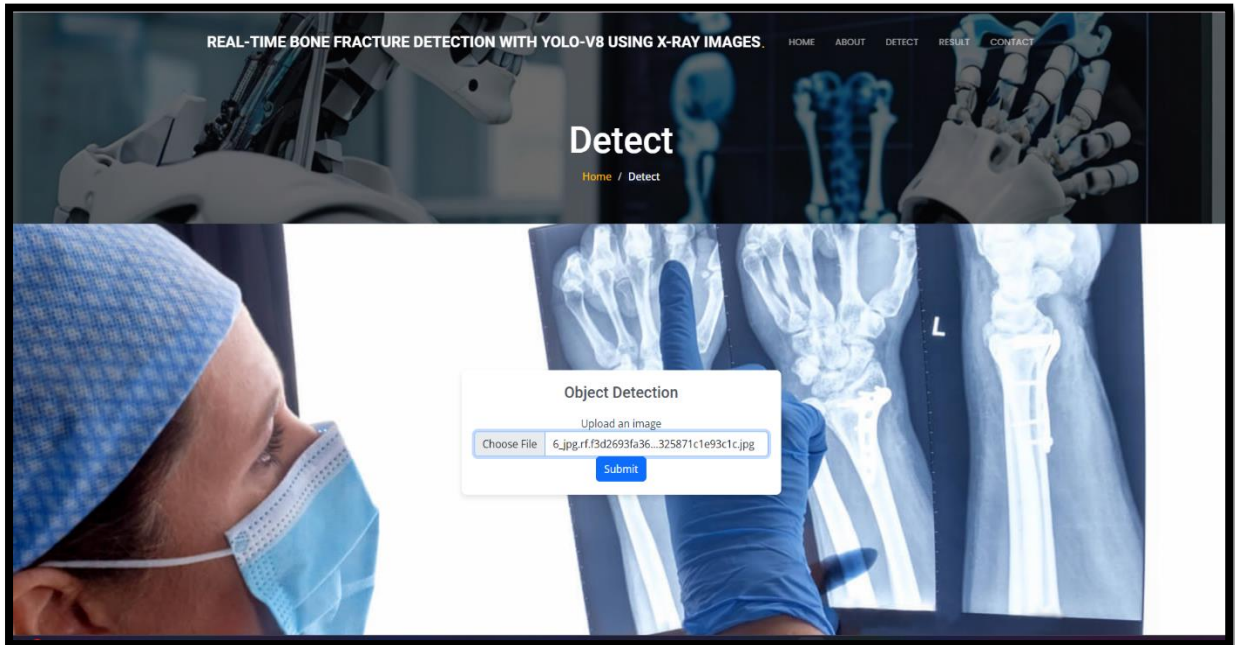 REAL-TIME BONE FRACTURE DETECTION WITH YOLO-V8 USING X-RAY IMAGES. HOME ABOUT DETECT RESULT CONTACT
Detect
Home / Detect
L
Object Detection
Upload an image
Choose File 6_jpg.rf.f3d2693fa36...325871c1e93c1c.jpg
Submit